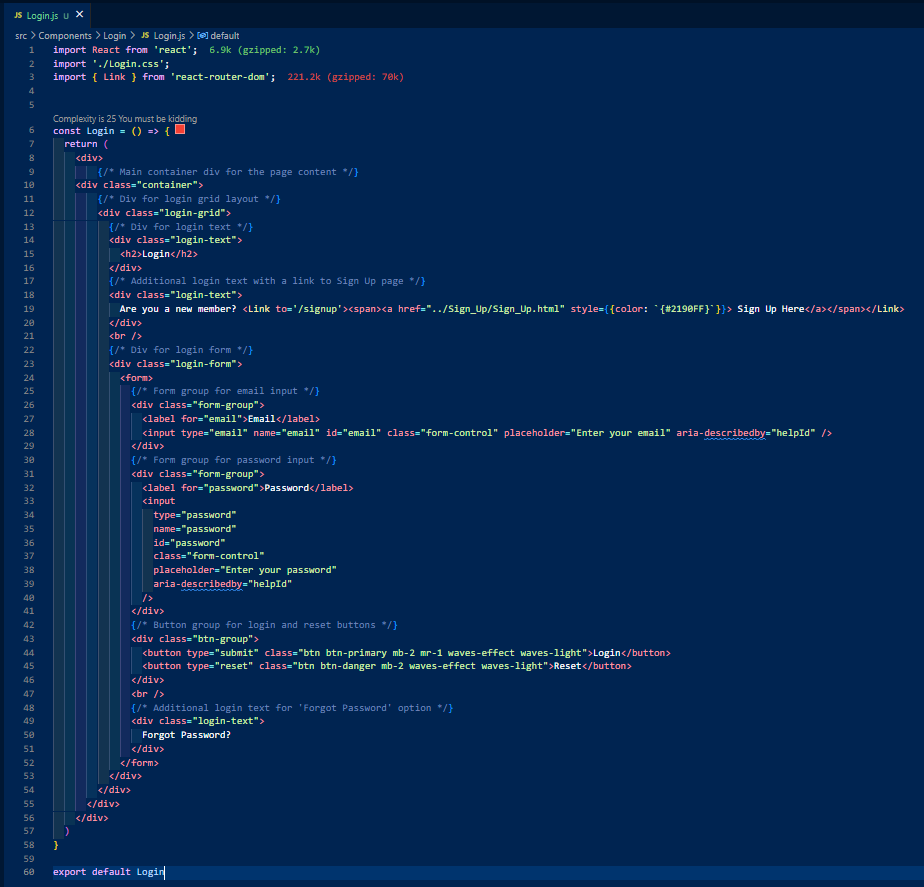 JS Login.js U ✕
src > Components > Login > JS Login.js > default
1 import React from 'react'; 6.9k (gzipped: 2.7k)
2 import './Login.css';
3 import { Link } from 'react-router-dom'; 221.2k (gzipped: 70k)
4
5
Complexity is 25 You must be kidding
6 const Login = () => {
7 return (
8 <div>
9 {/* Main container div for the page content */}
10 <div class="container">
11 {/* Div for login grid layout */}
12 <div class="login-grid">
13 {/* Div for login text */}
14 <div class="login-text">
15 <h2>Login</h2>
16 </div>
17 {/* Additional login text with a link to Sign Up page */}
18 <div class="login-text">
19 Are you a new member? <Link to='/signup'><span><a href="../Sign_Up/Sign_Up.html" style={{color: `{#2190FF}`}}> Sign Up Here</a></span></Link>
20 </div>
21 <br />
22 {/* Div for login form */}
23 <div class="login-form">
24 <form>
25 {/* Form group for email input */}
26 <div class="form-group">
27 <label for="email">Email</label>
28 <input type="email" name="email" id="email" class="form-control" placeholder="Enter your email" aria-describedby="helpId" />
29 </div>
30 {/* Form group for password input */}
31 <div class="form-group">
32 <label for="password">Password</label>
33 <input
34 type="password"
35 name="password"
36 id="password"
37 class="form-control"
38 placeholder="Enter your password"
39 aria-describedby="helpId"
40 />
41 </div>
42 {/* Button group for login and reset buttons */}
43 <div class="btn-group">
44 <button type="submit" class="btn btn-primary mb-2 mr-1 waves-effect waves-light">Login</button>
45 <button type="reset" class="btn btn-danger mb-2 waves-effect waves-light">Reset</button>
46 </div>
47 <br />
48 {/* Additional login text for 'Forgot Password' option */}
49 <div class="login-text">
50 Forgot Password?
51 </div>
52 </form>
53 </div>
54 </div>
55 </div>
56 </div>
57 )
58 }
59
60 export default Login